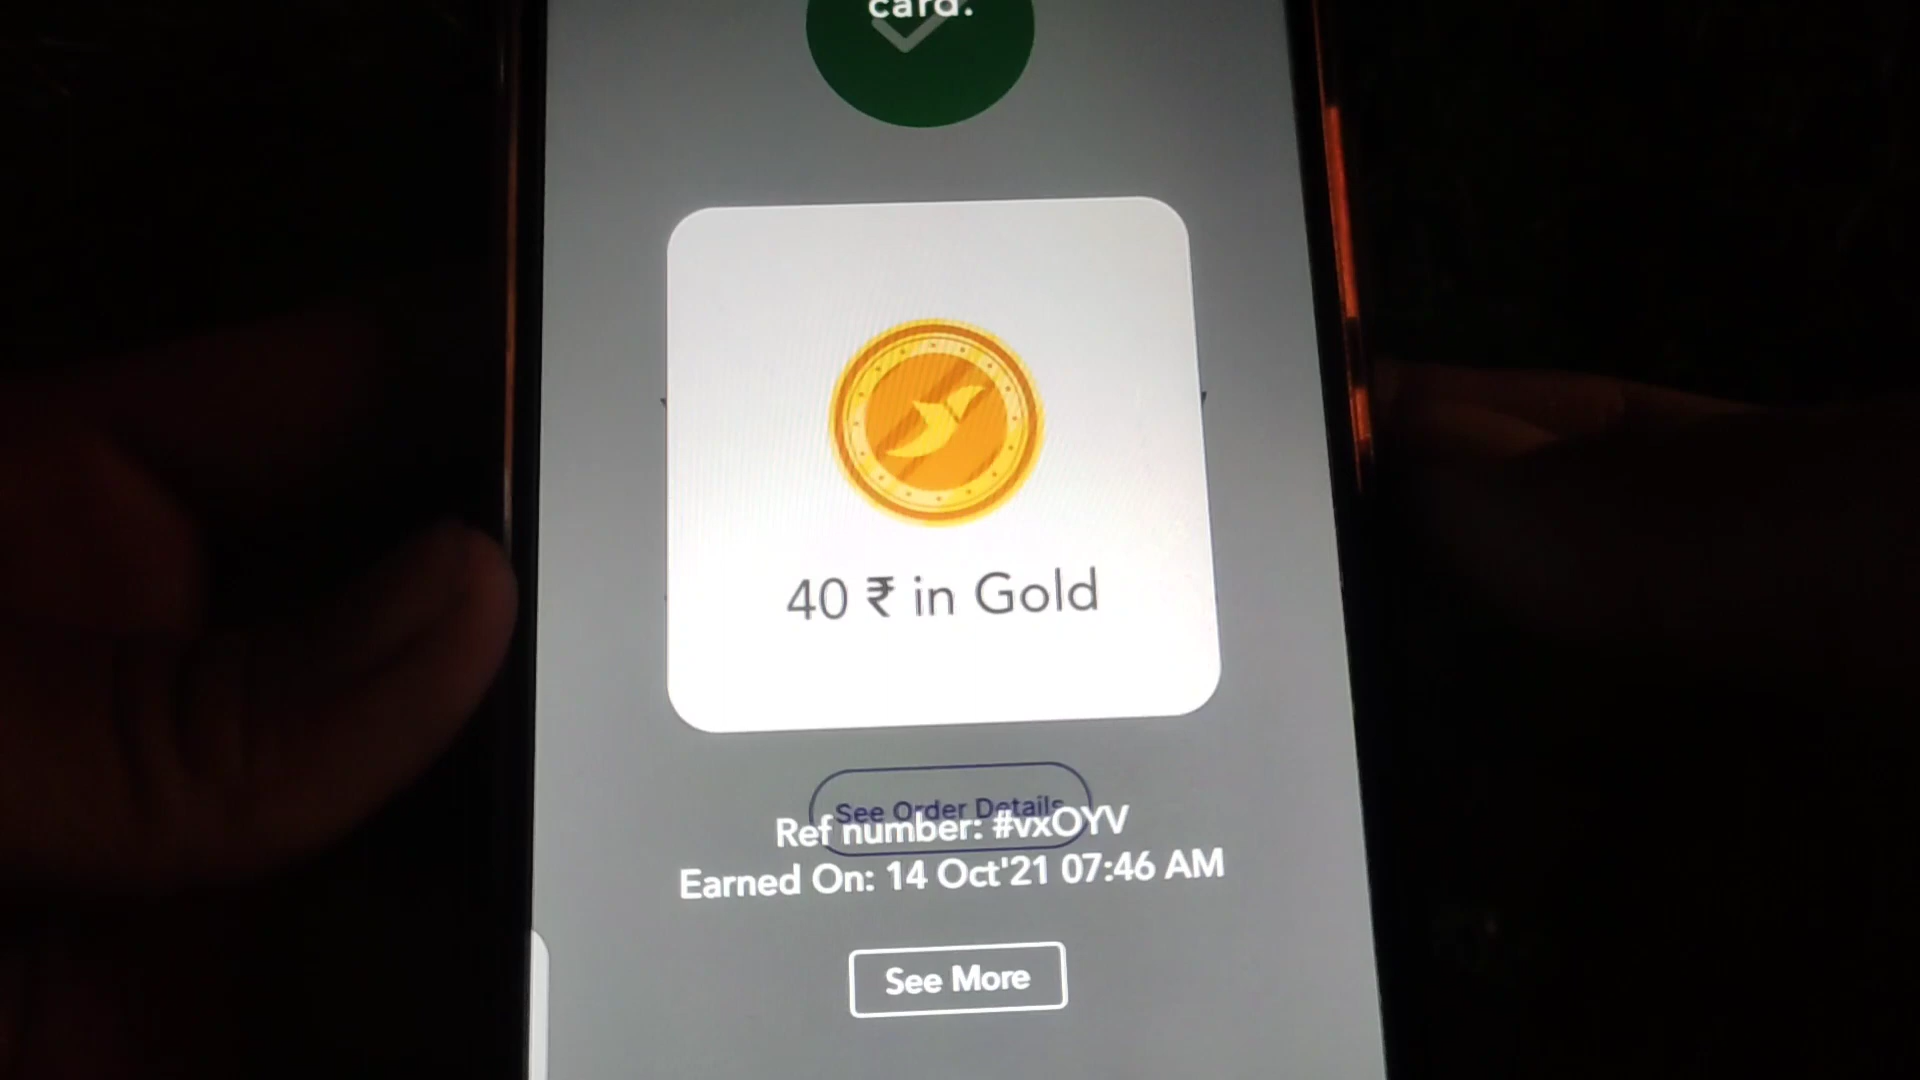 card.
40 ₹ in Gold
See Order Details
Ref number: #vxOYV
Earned On: 14 Oct'21 07:46 AM
See More